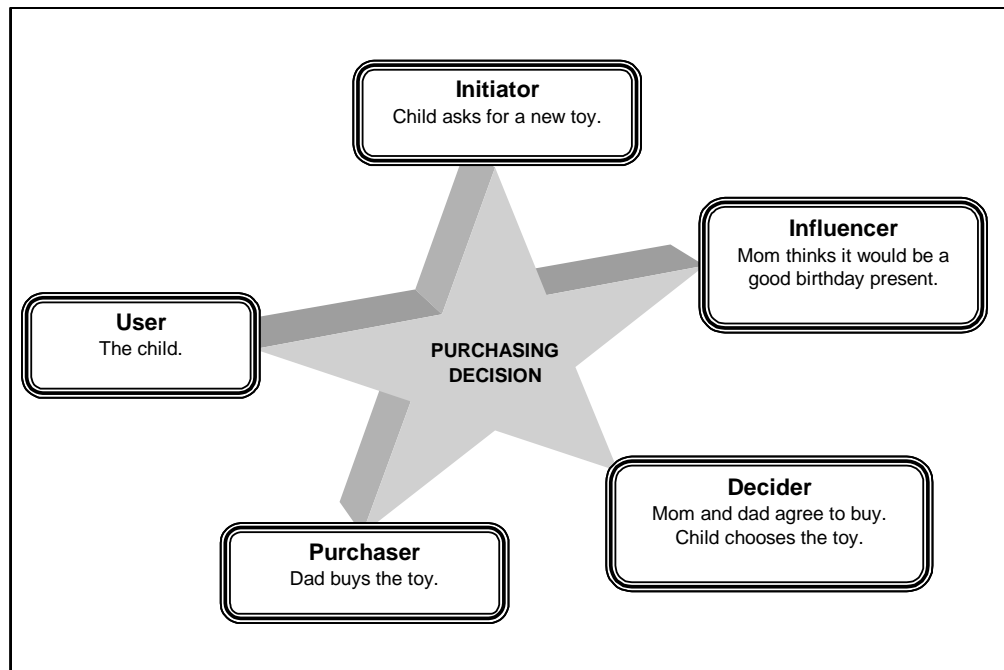 Initiator
Child asks for a new toy.
Influencer
Mom thinks it would be a
good birthday present.
User
The child.
PURCHASING
DECISION
Decider
Mom and dad agree to buy.
Child chooses the toy.
Purchaser
Dad buys the toy.